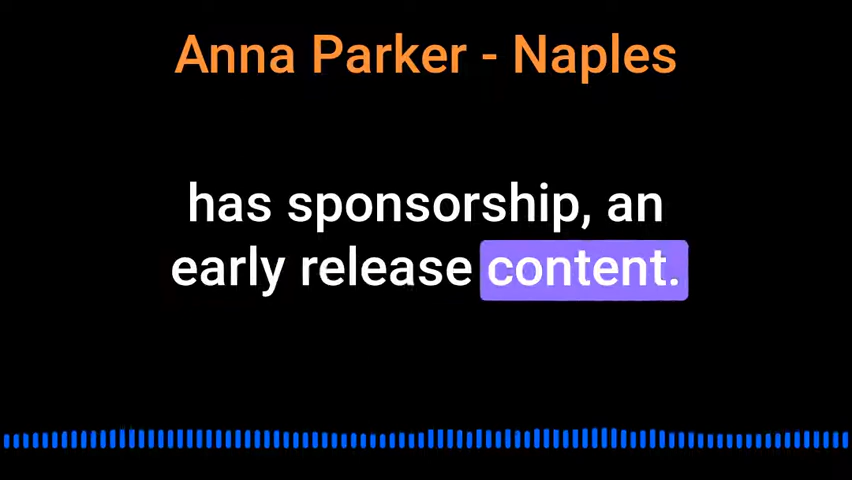 Anna Parker - Naples
has sponsorship, an
early release content.